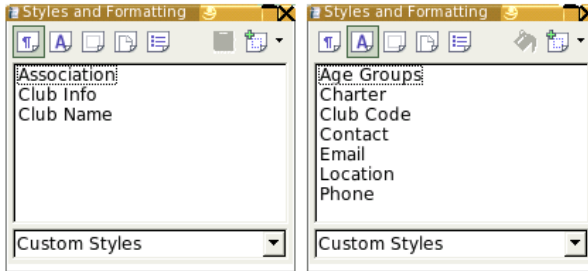 Styles and Formatting
Association
Club Info
Club Name
Custom Styles
Styles and Formatting
Age Groups
Charter
Club Code
Contact
Email
Location
Phone
Custom Styles